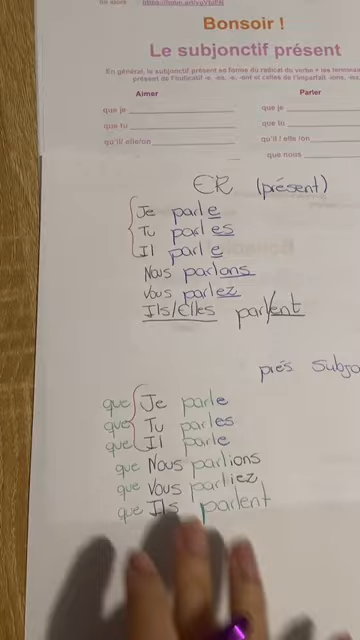 Bonsoir !
Le subjonctif présent
En général, le subjonctif présent se forme du radical du verbe + les
présent de l'indicatif -e, -es, -e, -ent et celles de l'imparfait -ions,
Aimer Parler
que je
que je
que tu
que tu
qu'il/ elle/on
qu'il / elle /on
que nous
ER (présent)
Je parle
Tu parles
Il parle
Nous parlons
Vous parlez
Ils/Elles parlent
prés subjo
que Je parle
que Tu parles
que Il parle
que Nous parlions
que Vous parliez
que Ils parlent